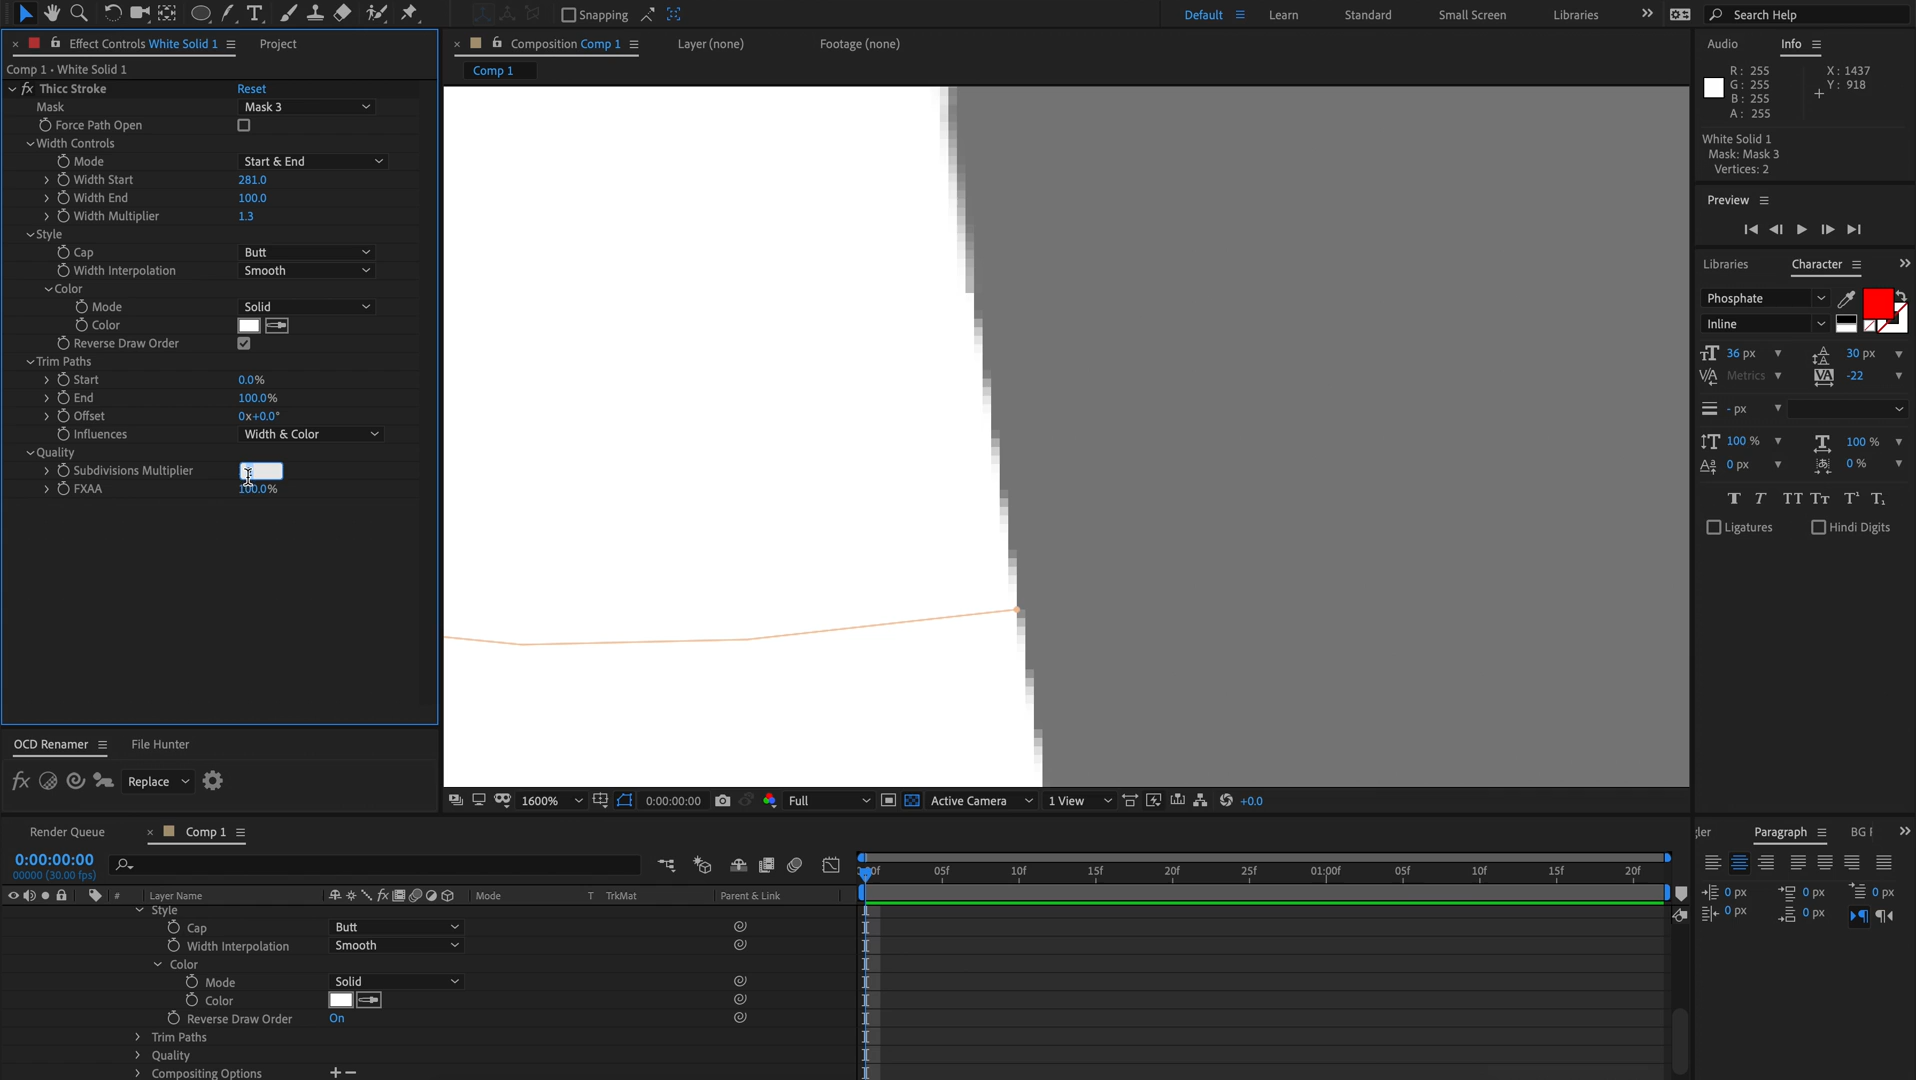 Snapping
Default
Learn
Standard
Small Screen
Libraries
Search Help
Effect Controls White Solid 1
Project
Composition Comp 1
Layer (none)
Footage (none)
Audio
Info
Comp 1 • White Solid 1
Comp 1
R: 255
G: 255
B: 255
A: 255
X: 1437
Y: 918
fx Thicc Stroke Reset
Mask Mask 3
Force Path Open
Width Controls
Mode Start & End
Width Start 281.0
Width End 100.0
Width Multiplier 1.3
Style
Cap Butt
Width Interpolation Smooth
Color
Mode Solid
Color
Reverse Draw Order
Trim Paths
Start 0.0%
End 100.0%
Offset 0x+0.0°
Influences Width & Color
Quality
Subdivisions Multiplier
FXAA 100.0%
White Solid 1
Mask: Mask 3
Vertices: 2
Preview
Libraries
Character
Phosphate
Inline
36 px
30 px
Metrics
-22
- px
100 %
100 %
0 px
0 %
Ligatures
Hindi Digits
OCD Renamer
File Hunter
fx
Replace
1600%
0:00:00:00
Full
Active Camera
1 View
+0.0
Render Queue
Comp 1
0:00:00:00
00000 (30.00 fps)
05f
10f
15f
20f
25f
01:00f
05f
10f
15f
20f
# Layer Name
Mode
T TrkMat
Parent & Link
Style
Cap Butt
Width Interpolation Smooth
Color
Mode Solid
Color
Reverse Draw Order On
Trim Paths
Quality
Compositing Options
gler
Paragraph
BG
0 px
0 px
0 px
0 px
0 px